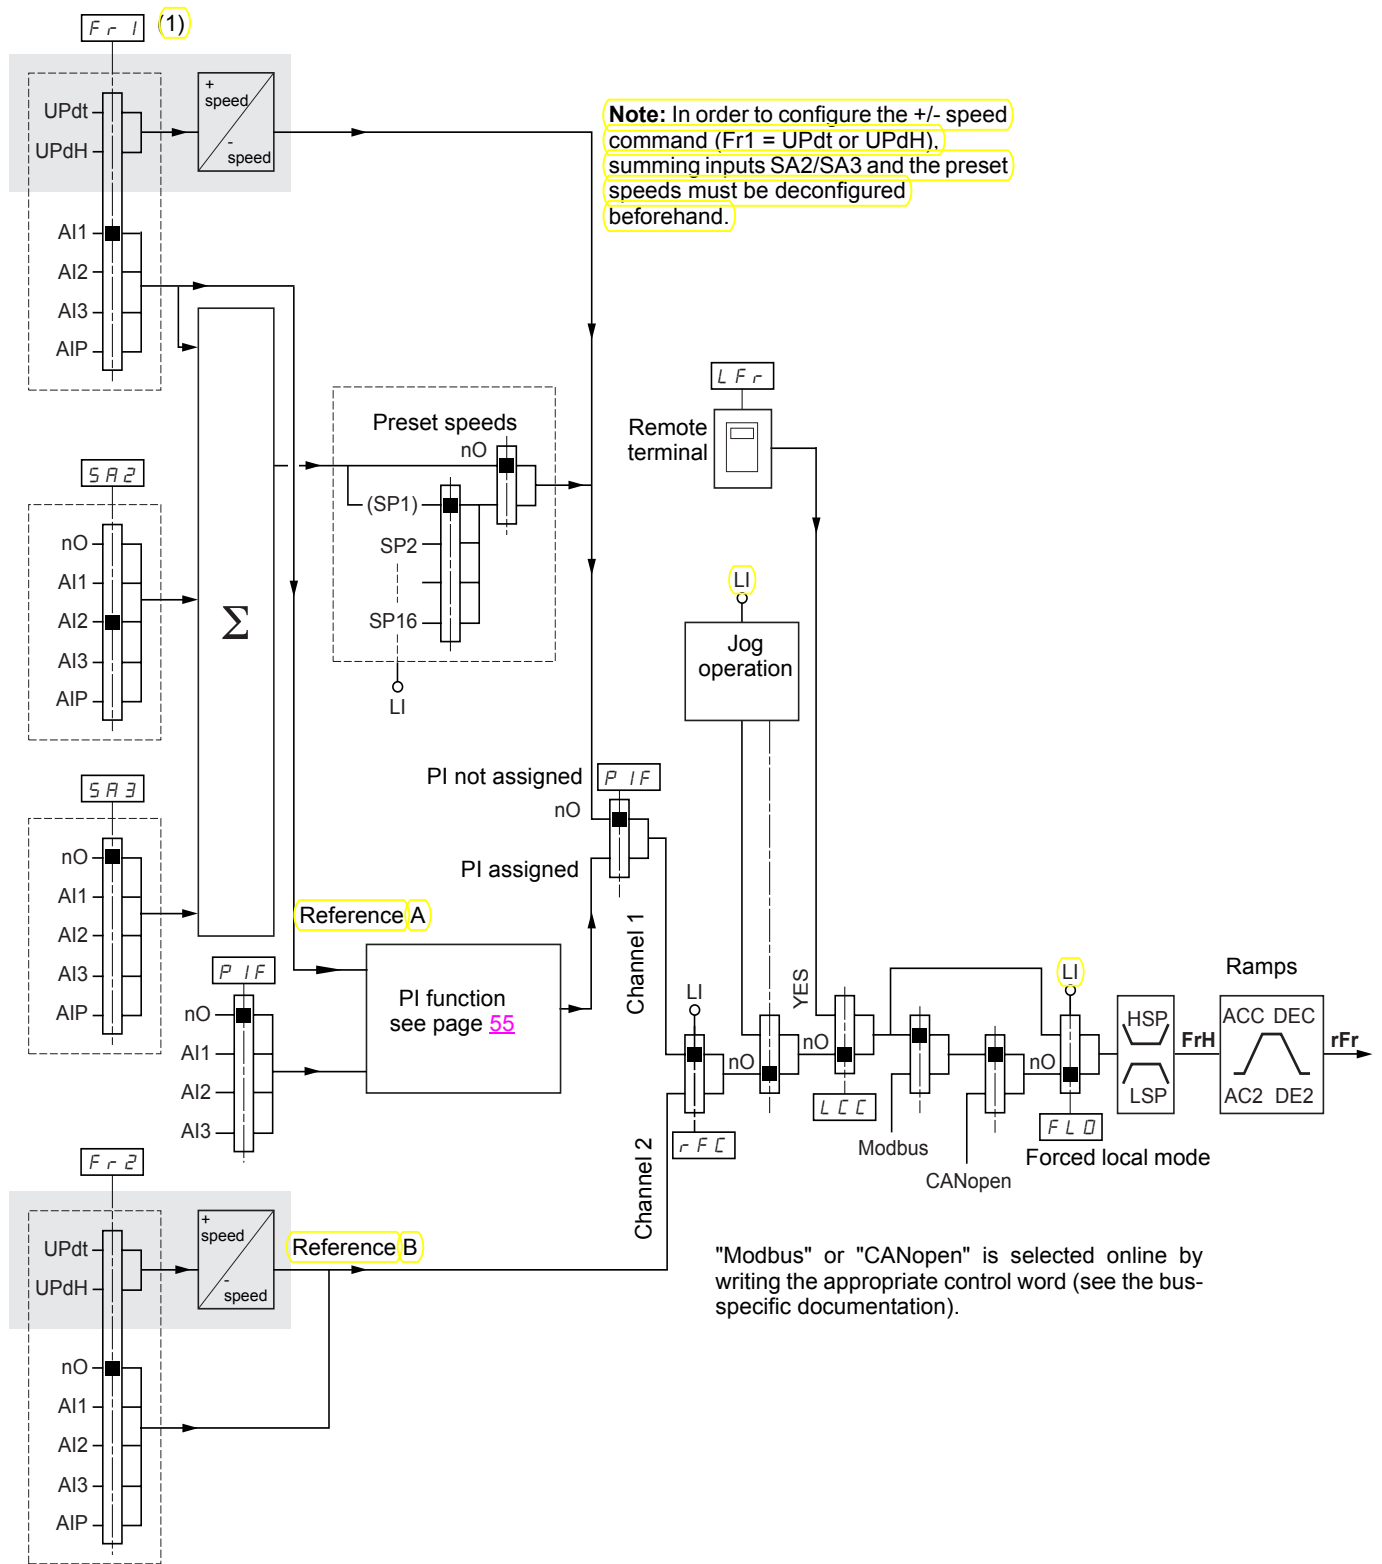 Fr1 (1)
+ speed
- speed
UPdt
UPdH
AI1
AI2
AI3
AIP
Note: In order to configure the +/- speed
command (Fr1 = UPdt or UPdH),
summing inputs SA2/SA3 and the preset
speeds must be deconfigured
beforehand.
LFr
Remote
terminal
Preset speeds
nO
(SP1)
SP2
SP16
LI
SA2
nO
AI1
AI2
AI3
AIP
Σ
LI
Jog
operation
SA3
nO
AI1
AI2
AI3
AIP
PI not assigned
PIF
nO
PI assigned
Reference A
PIF
nO
AI1
AI2
AI3
PI function
see page 55
Channel 1
Channel 2
LI
rFC
nO
nO
YES
LCC
Modbus
CANopen
nO
LI
FLO
Forced local mode
HSP
LSP
FrH
Ramps
ACC DEC
AC2 DE2
rFr
Fr2
+ speed
- speed
UPdt
UPdH
Reference B
nO
AI1
AI2
AI3
AIP
"Modbus" or "CANopen" is selected online by
writing the appropriate control word (see the bus-
specific documentation).